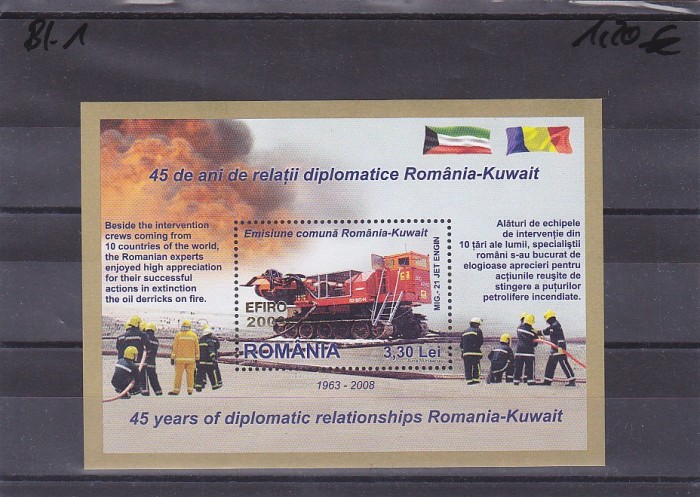 Bl. 1
1,20 €
45 de ani de relații diplomatice România-Kuwait
Beside the intervention
crews coming from
10 countries of the world,
the Romanian experts
enjoyed high appreciation
for their successful
actions in extinction
the oil derricks on fire.
Emisiune comună România-Kuwait
MIG - 21 JET ENGIN
EFIRO
ROMÂNIA
3,30 Lei
Alături de echipele
de intervenție din
10 țări ale lumii, specialiștii
români s-au bucurat de
elogioase aprecieri pentru
acțiunile reușite de
stingere a puțurilor
petrolifere incendiate.
1963 - 2008
45 years of diplomatic relationships Romania-Kuwait